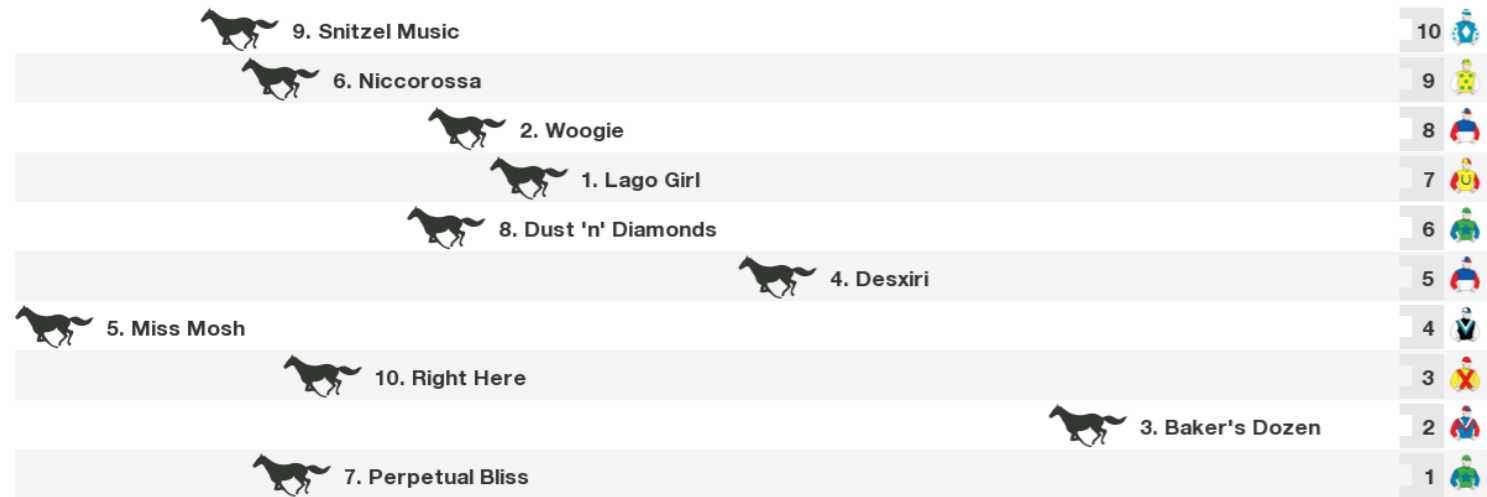 9. Snitzel Music 10
6. Niccorossa 9
2. Woogie 8
1. Lago Girl 7
8. Dust 'n' Diamonds 6
4. Desxiri 5
5. Miss Mosh 4
10. Right Here 3
3. Baker's Dozen 2
7. Perpetual Bliss 1